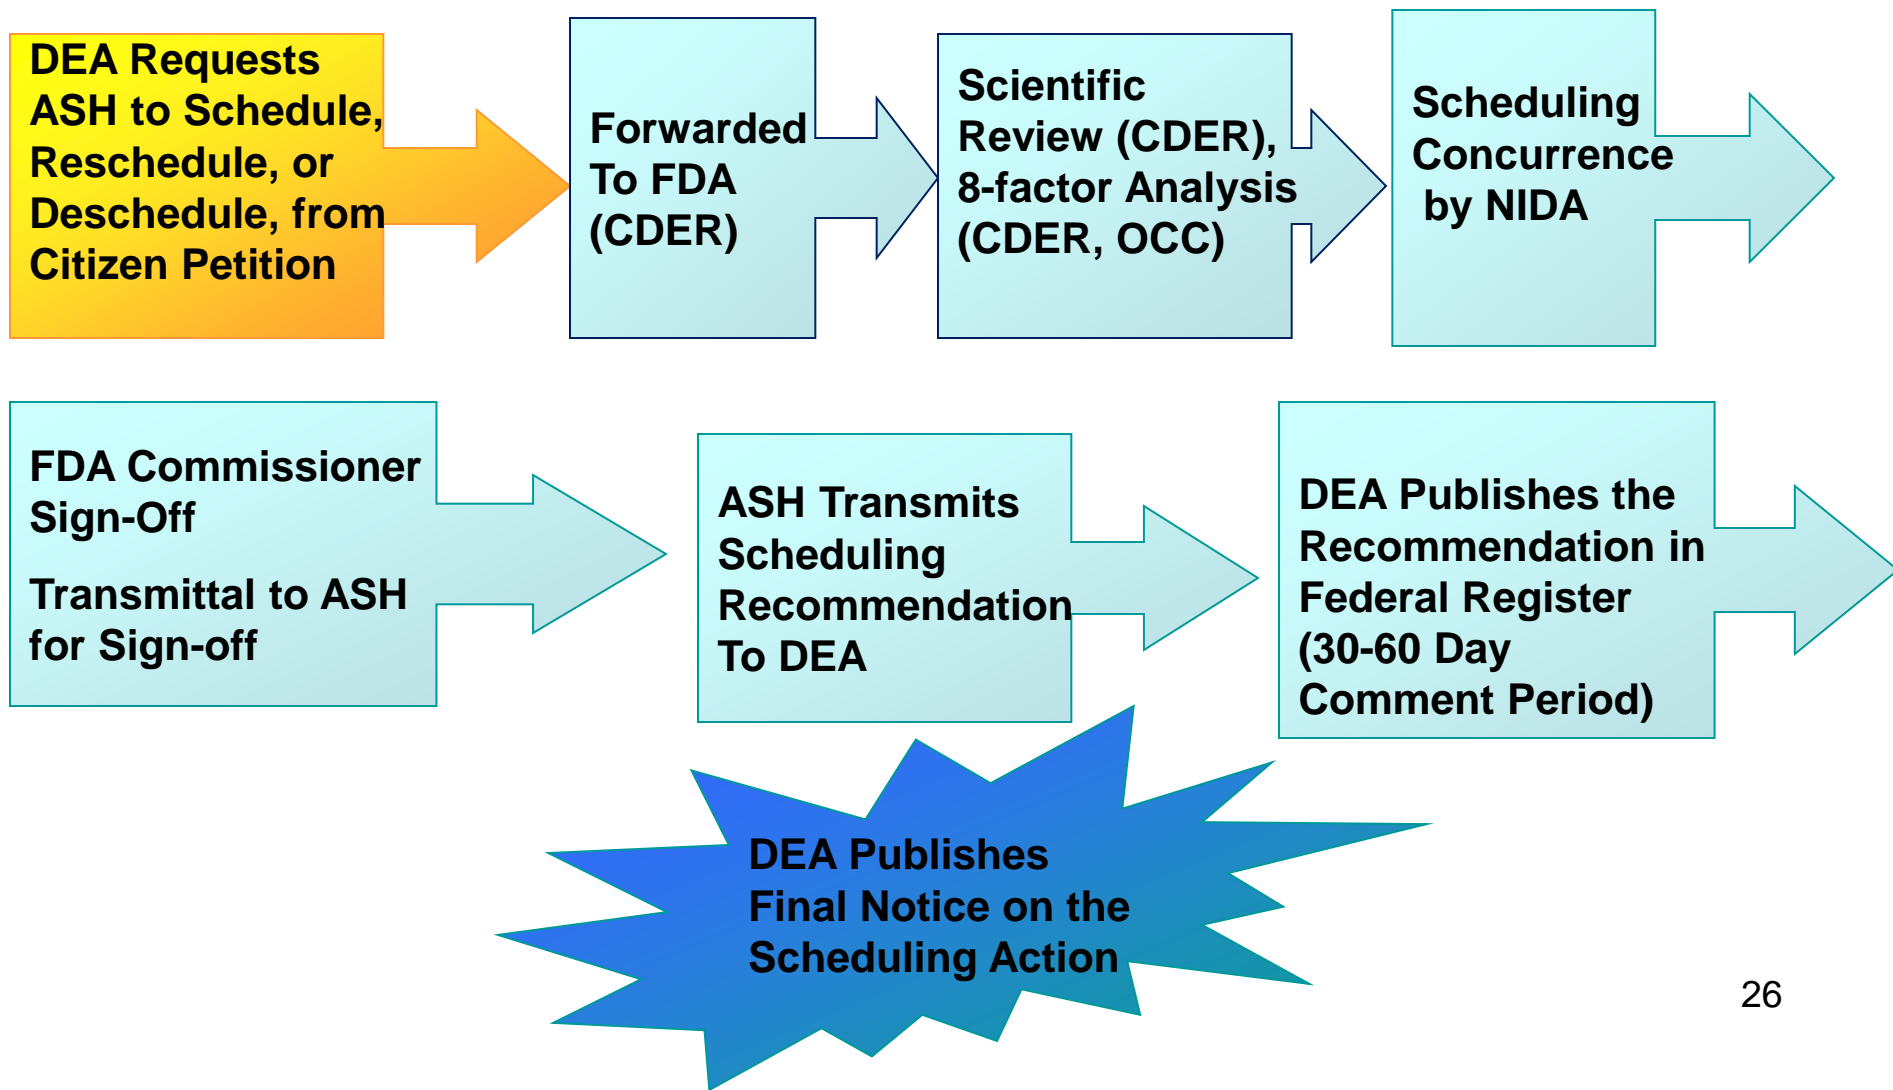 DEA Requests
ASH to Schedule,
Reschedule, or
Deschedule, from
Citizen Petition
Forwarded
To FDA
(CDER)
Scientific
Review (CDER),
8-factor Analysis
(CDER, OCC)
Scheduling
Concurrence
by NIDA
FDA Commissioner
Sign-Off
Transmittal to ASH
for Sign-off
ASH Transmits
Scheduling
Recommendation
To DEA
DEA Publishes the
Recommendation in
Federal Register
(30-60 Day
Comment Period)
DEA Publishes
Final Notice on the
Scheduling Action
26